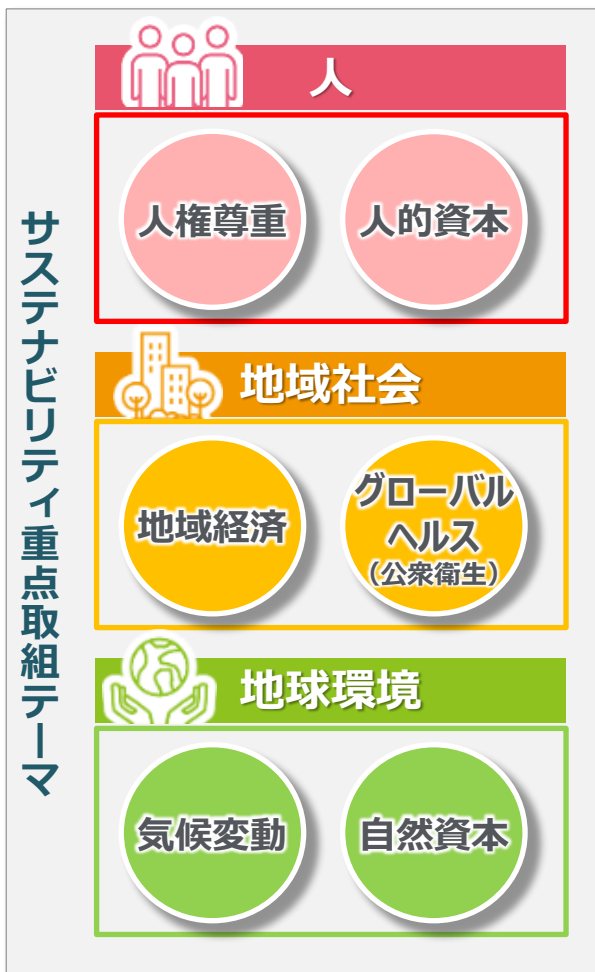 サステナビリティ重点取組テーマ
人
人権尊重
人的資本
地域社会
地域経済
グローバル
ヘルス
（公衆衛生）
地球環境
気候変動
自然資本